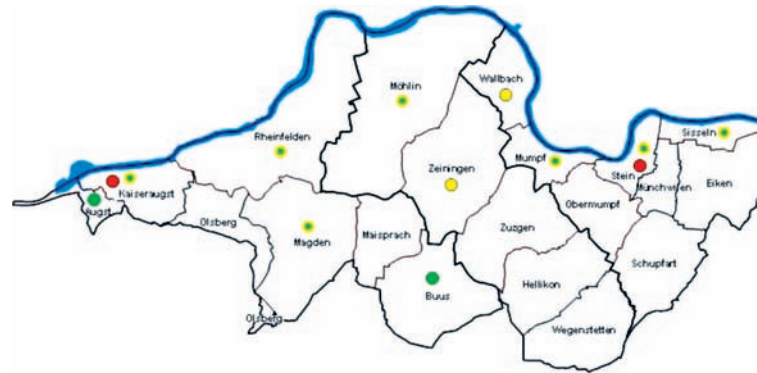 Wallbach
Möhlin
Rheinfelden
Sisseln
Mumpf
Zeiningen
Stein
Kaiseraugst
Münchwilen
Eiken
Augst
Olsberg
Obermumpf
Magden
Maisprach
Zuzgen
Schupfart
Hellikon
Buus
Olsberg
Wegenstetten